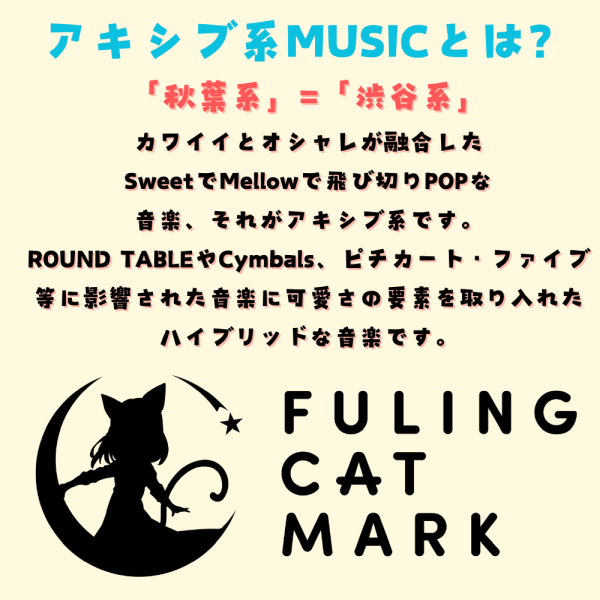 アキシブ系MUSICとは?
「秋葉系」=「渋谷系」
カワイイとオシャレが融合した
SweetでMellowで飛び切りPOPな
音楽、それがアキシブ系です。
ROUND TABLEやCymbals、ピチカート・ファイブ
等に影響された音楽に可愛さの要素を取り入れた
ハイブリッドな音楽です。
FULING
CAT
MARK